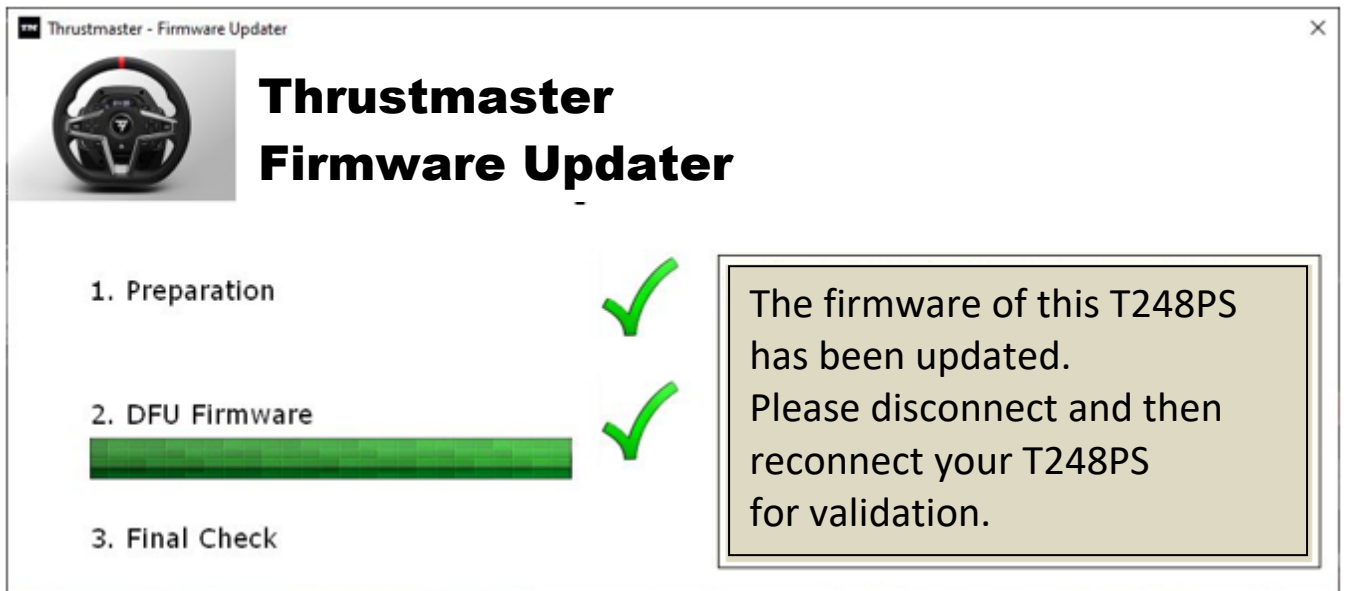 Thrustmaster - Firmware Updater
Thrustmaster
Firmware Updater
1. Preparation
2. DFU Firmware
3. Final Check
The firmware of this T248PS
has been updated.
Please disconnect and then
reconnect your T248PS
for validation.